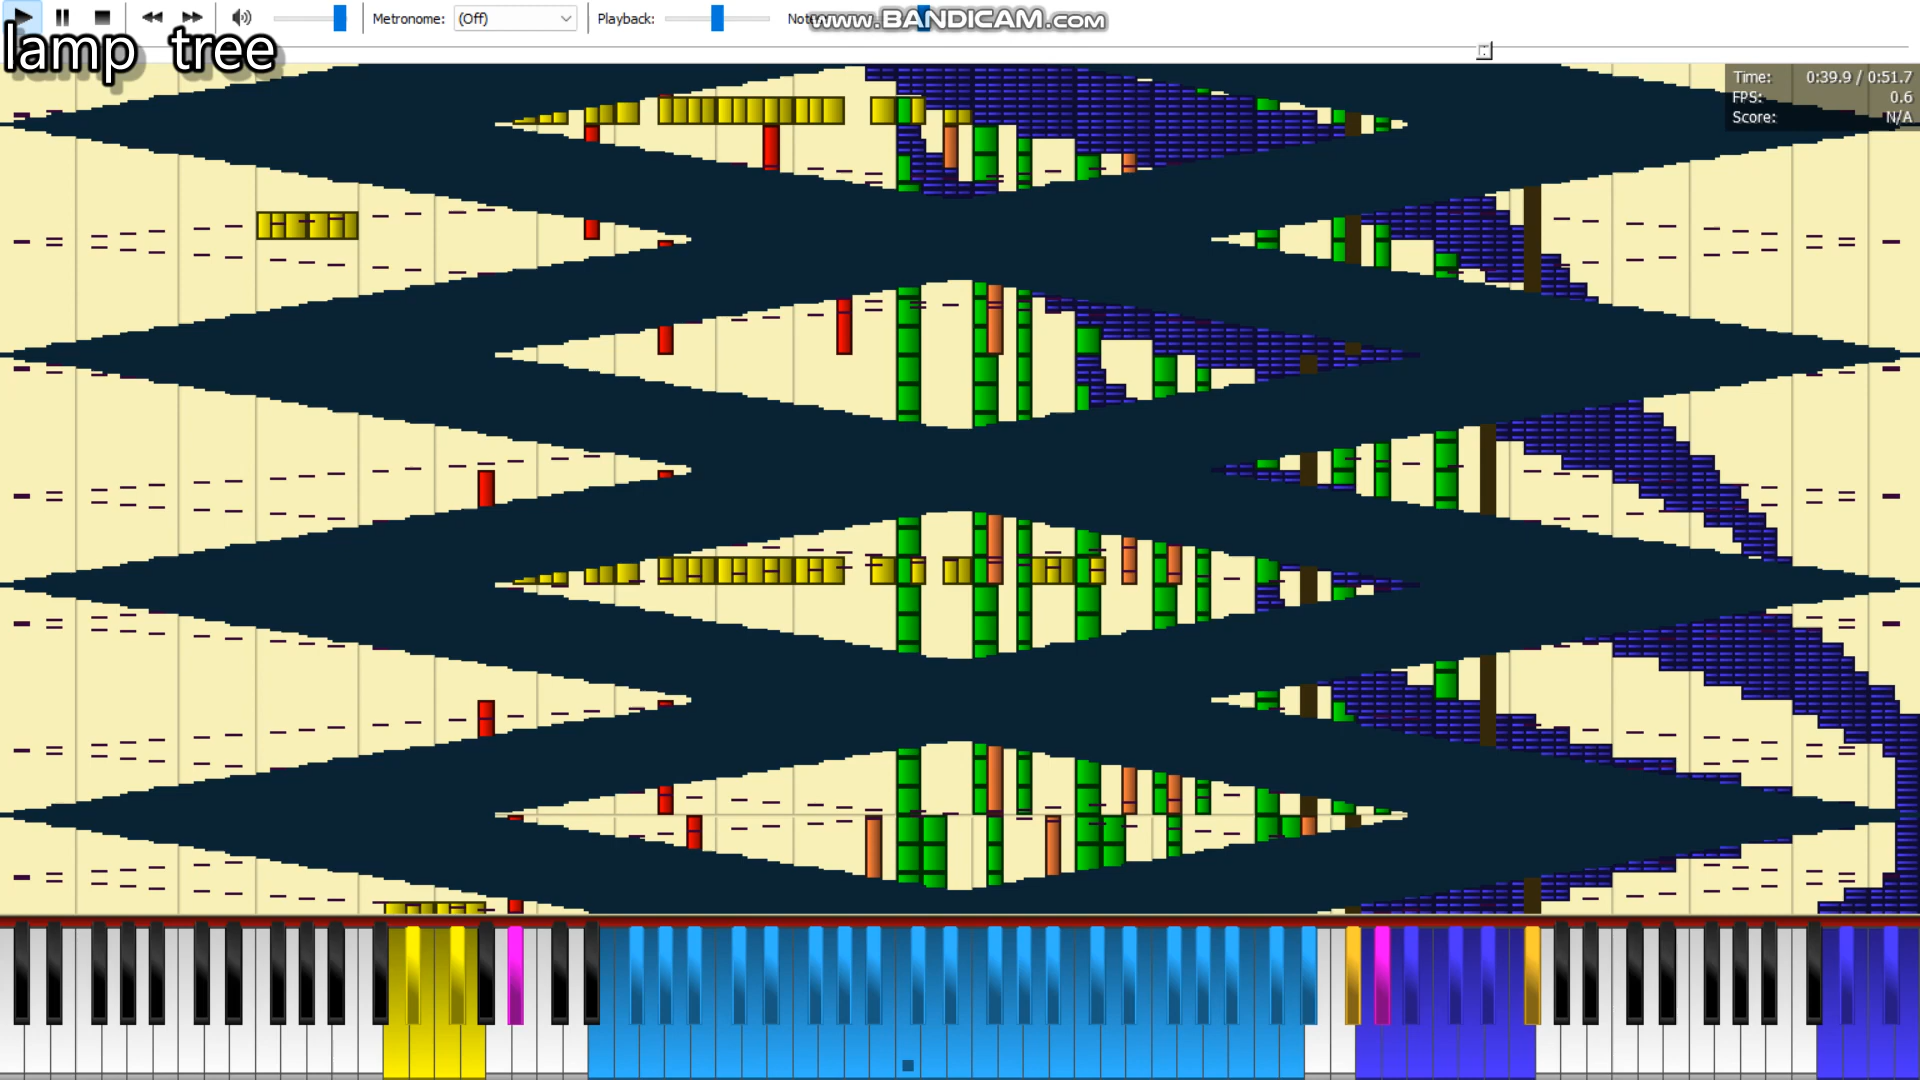 Metronome: (Off) Playback: www.BANDICAM.com
lamp tree
Time: 0:39.9 / 0:51.7
FPS: 0.6
Score: N/A